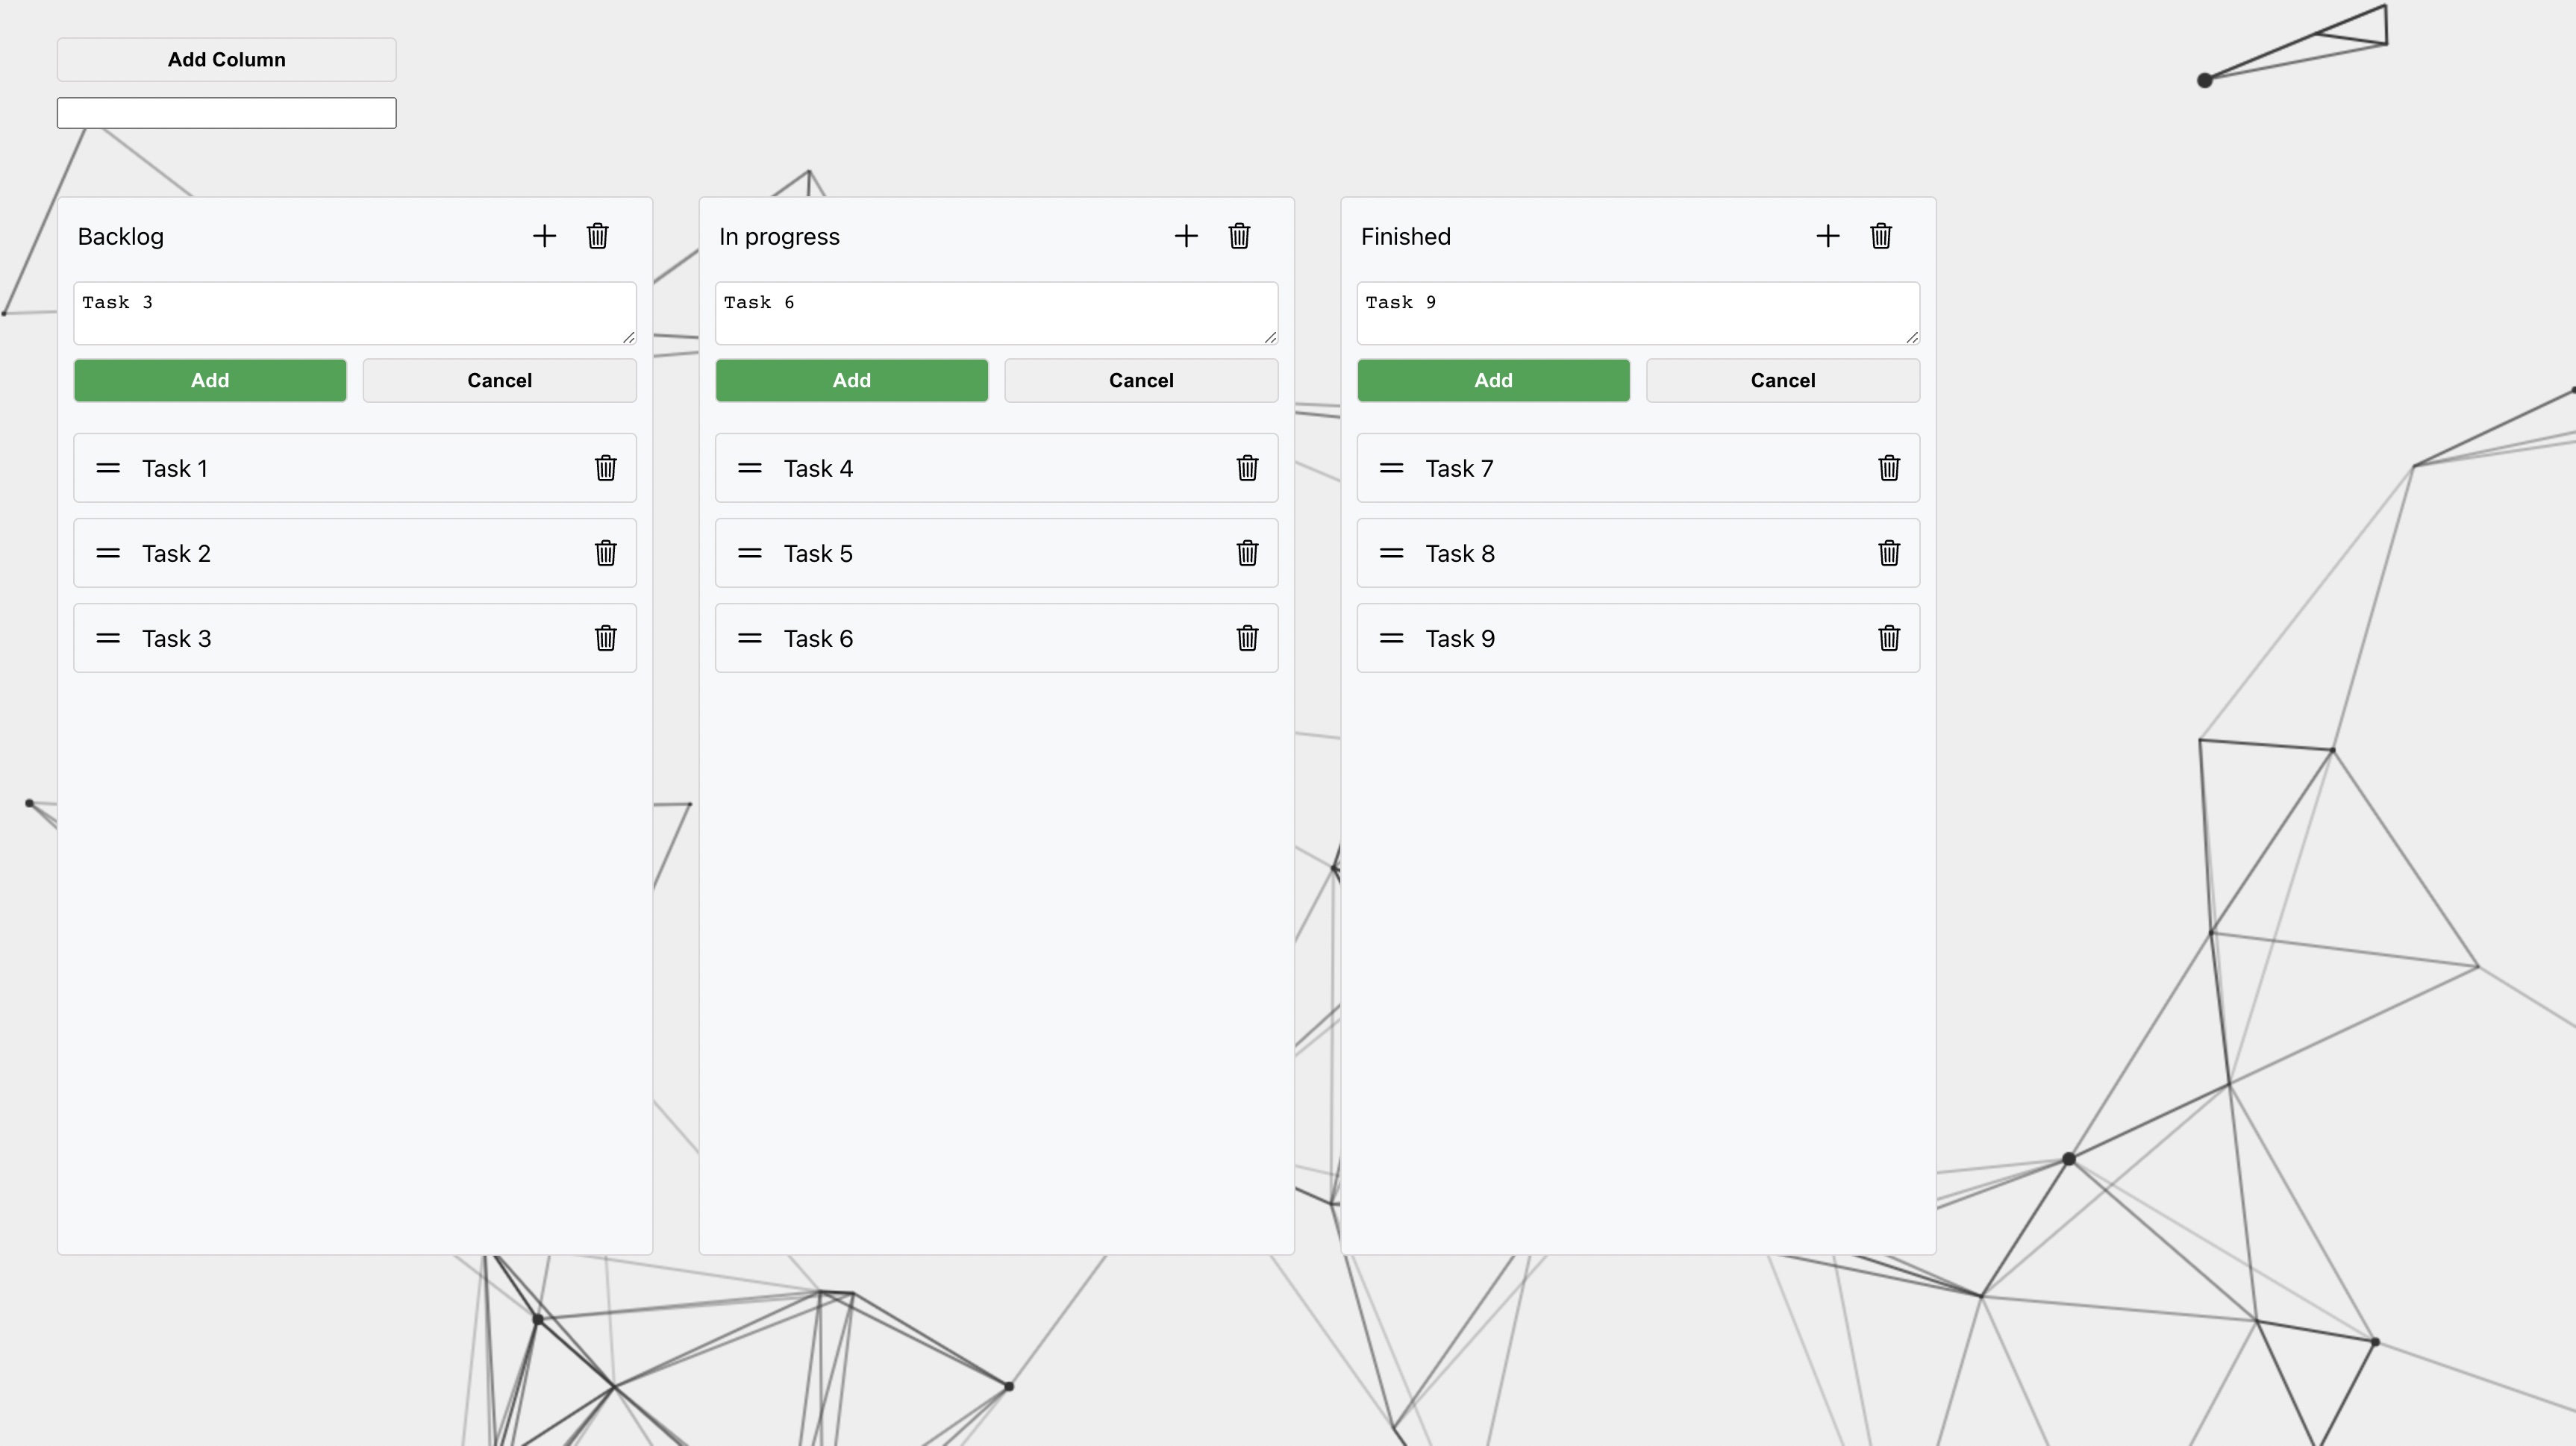 Add Column
Backlog
Task 3
Add
Cancel
Task 1
Task 2
Task 3
In progress
Task 6
Add
Cancel
Task 4
Task 5
Task 6
Finished
Task 9
Add
Cancel
Task 7
Task 8
Task 9